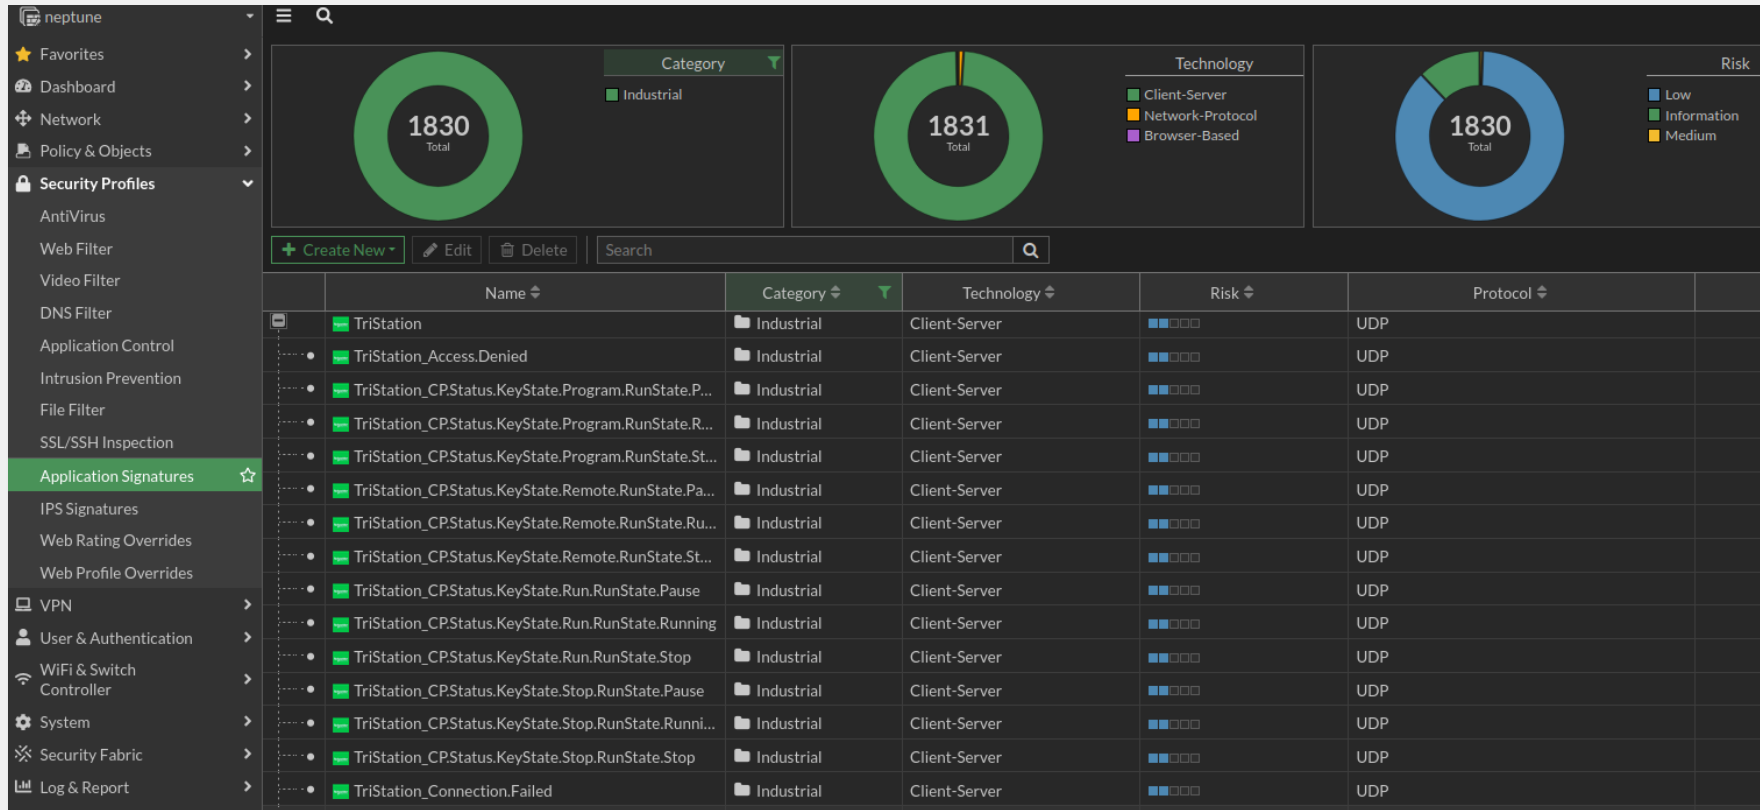 neptune
Favorites
Dashboard
Network
Policy & Objects
Security Profiles
AntiVirus
Web Filter
Video Filter
DNS Filter
Application Control
Intrusion Prevention
File Filter
SSL/SSH Inspection
Application Signatures
IPS Signatures
Web Rating Overrides
Web Profile Overrides
VPN
User & Authentication
WiFi & Switch
Controller
System
Security Fabric
Log & Report
1830
Total
Category
Industrial
1831
Total
Technology
Client-Server
Network-Protocol
Browser-Based
1830
Total
Risk
Low
Information
Medium
Create New Edit Delete Search
Name Category Technology Risk Protocol
TriStation Industrial Client-Server UDP
TriStation_Access.Denied Industrial Client-Server UDP
TriStation_CP.Status.KeyState.Program.RunState.P... Industrial Client-Server UDP
TriStation_CP.Status.KeyState.Program.RunState.R... Industrial Client-Server UDP
TriStation_CP.Status.KeyState.Program.RunState.St... Industrial Client-Server UDP
TriStation_CP.Status.KeyState.Remote.RunState.Pa... Industrial Client-Server UDP
TriStation_CP.Status.KeyState.Remote.RunState.Ru... Industrial Client-Server UDP
TriStation_CP.Status.KeyState.Remote.RunState.St... Industrial Client-Server UDP
TriStation_CP.Status.KeyState.Run.RunState.Pause Industrial Client-Server UDP
TriStation_CP.Status.KeyState.Run.RunState.Running Industrial Client-Server UDP
TriStation_CP.Status.KeyState.Run.RunState.Stop Industrial Client-Server UDP
TriStation_CP.Status.KeyState.Stop.RunState.Pause Industrial Client-Server UDP
TriStation_CP.Status.KeyState.Stop.RunState.Runni... Industrial Client-Server UDP
TriStation_CP.Status.KeyState.Stop.RunState.Stop Industrial Client-Server UDP
TriStation_Connection.Failed Industrial Client-Server UDP